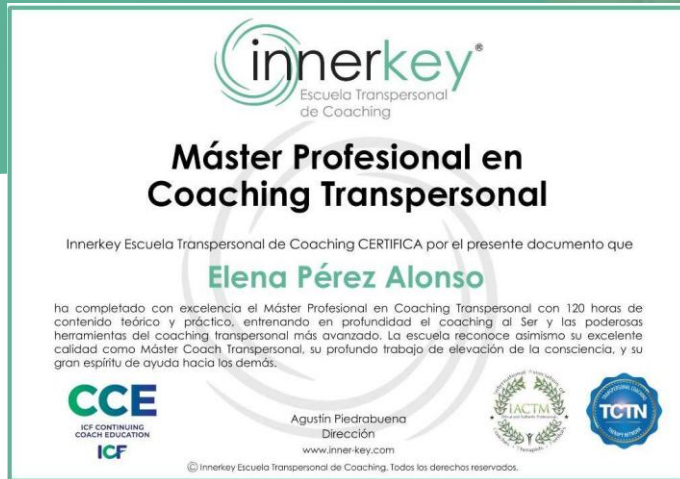 innerkey®
Escuela Transpersonal
de Coaching
Máster Profesional en
Coaching Transpersonal
Innerkey Escuela Transpersonal de Coaching CERTIFICA por el presente documento que
Elena Pérez Alonso
ha completado con excelencia el Máster Profesional en Coaching Transpersonal con 120 horas de
contenido teórico y práctico, entrenando en profundidad el coaching al Ser y las poderosas
herramientas del coaching transpersonal más avanzado. La escuela reconoce asimismo su excelente
calidad como Máster Coach Transpersonal, su profundo trabajo de elevación de la consciencia, y su
gran espíritu de ayuda hacia los demás.
CCE
ICF CONTINUING
COACH EDUCATION
ICF
Agustín Piedrabuena
Dirección
www.inner-key.com
International Association of
IACTM
TCTN
© Innerkey Escuela Transpersonal de Coaching. Todos los derechos reservados.